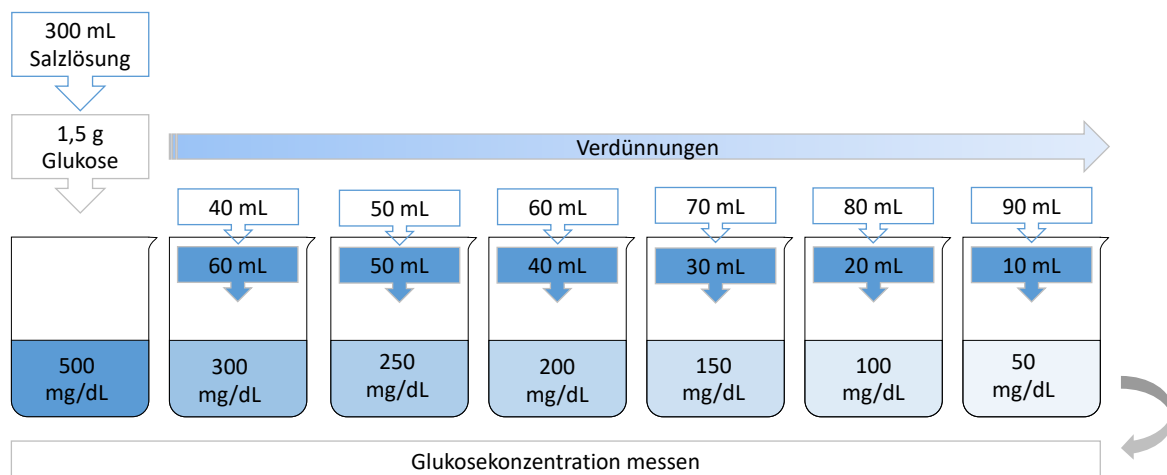 300 mL
Salzlösung
1,5 g
Glukose
Verdünnungen
40 mL
50 mL
60 mL
70 mL
80 mL
90 mL
60 mL
50 mL
40 mL
30 mL
20 mL
10 mL
500
mg/dL
300
mg/dL
250
mg/dL
200
mg/dL
150
mg/dL
100
mg/dL
50
mg/dL
Glukosekonzentration messen